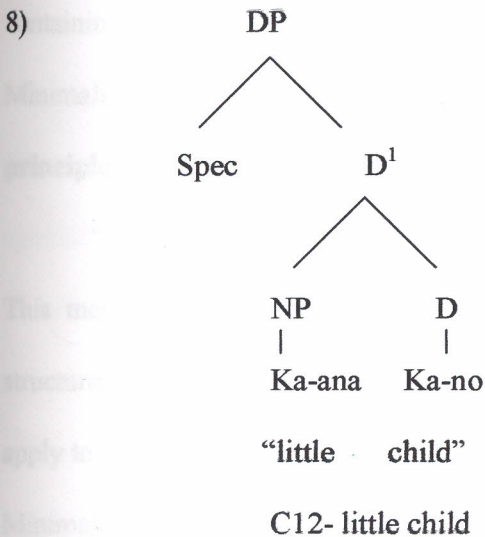 8)
DP
Spec D¹
NP D
Ka-ana Ka-no
“little child”
C12- little child